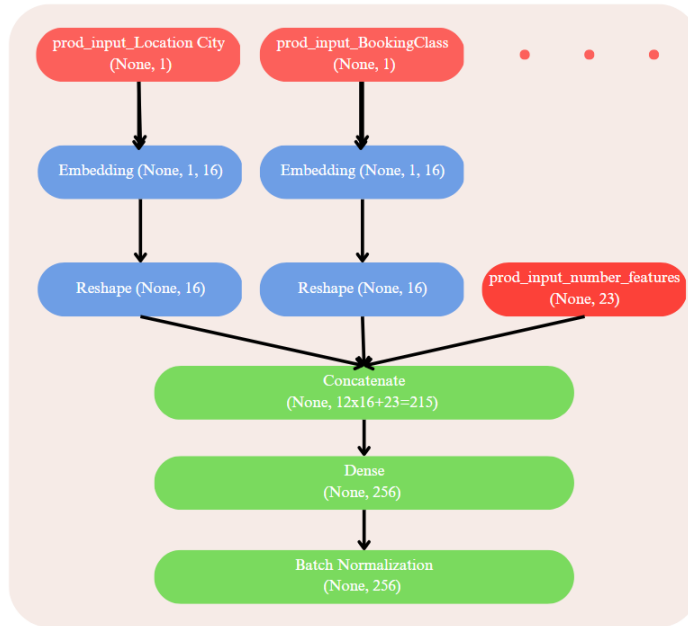 prod_input_Location City
(None, 1)
prod_input_BookingClass
(None, 1)
Embedding (None, 1, 16)
Embedding (None, 1, 16)
Reshape (None, 16)
Reshape (None, 16)
prod_input_number_features
(None, 23)
Concatenate
(None, 12x16+23=215)
Dense
(None, 256)
Batch Normalization
(None, 256)